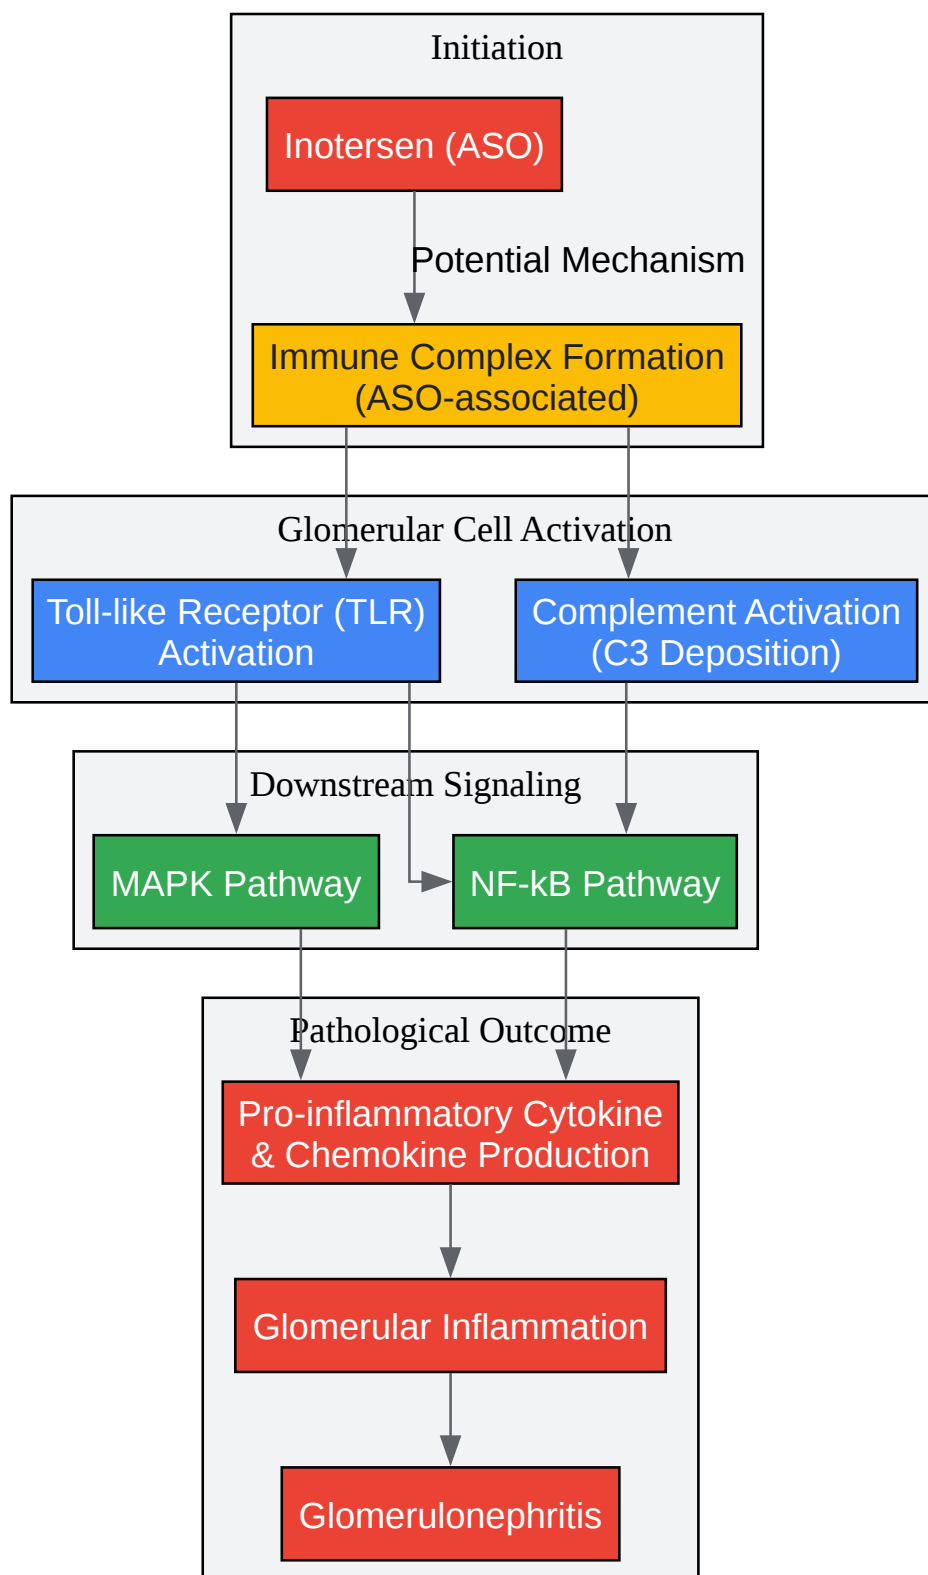 Initiation
Inotersen (ASO)
Potential Mechanism
Immune Complex Formation
(ASO-associated)
Glomerular Cell Activation
Toll-like Receptor (TLR)
Activation
Complement Activation
(C3 Deposition)
Downstream Signaling
MAPK Pathway
NF-kB Pathway
Pathological Outcome
Pro-inflammatory Cytokine
& Chemokine Production
Glomerular Inflammation
Glomerulonephritis